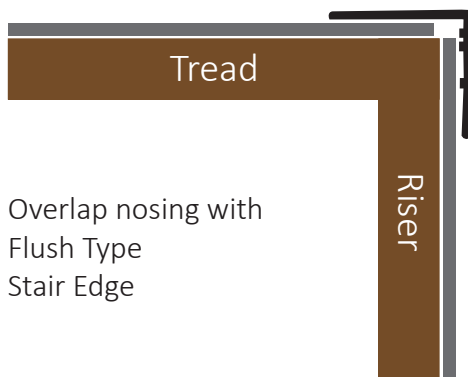 Tread
Riser
Overlap nosing with
Flush Type
Stair Edge